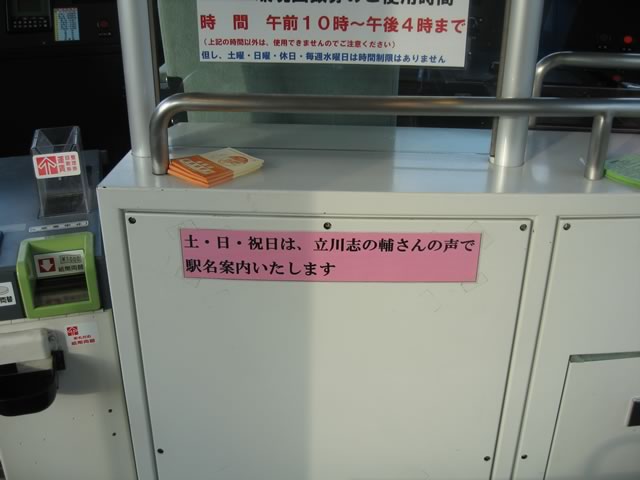 時間 午前10時～午後4時まで
（上記の時間以外は、使用できませんのでご注意ください）
但し、土曜・日曜・休日・毎週水曜日は時間制限はありません
土・日・祝日は、立川志の輔さんの声で
駅名案内いたします